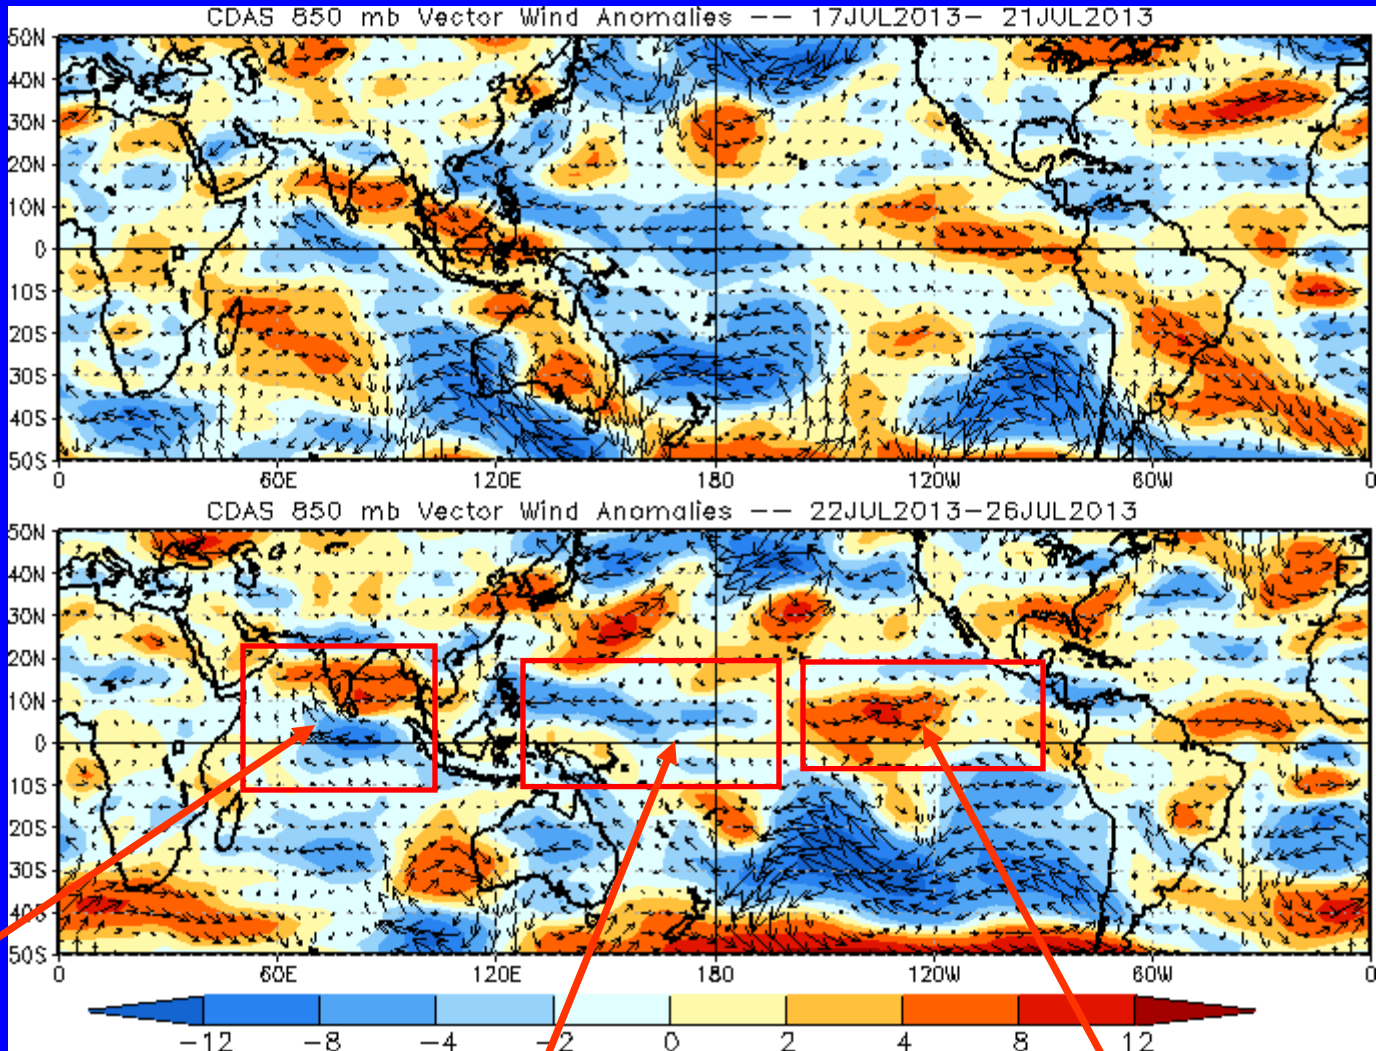 CDAS 850 mb Vector Wind Anomalies -- 17JUL2013- 21JUL2013
50N
40N
30N
20N
10N
0
10S
20S
30S
40S
50S
0 60E 120E 180 120W 60W 0
CDAS 850 mb Vector Wind Anomalies -- 22JUL2013-26JUL2013
50N
40N
30N
20N
10N
0
10S
20S
30S
40S
50S
0 60E 120E 180 120W 60W 0
-12 -8 -4 -2 0 2 4 8 12